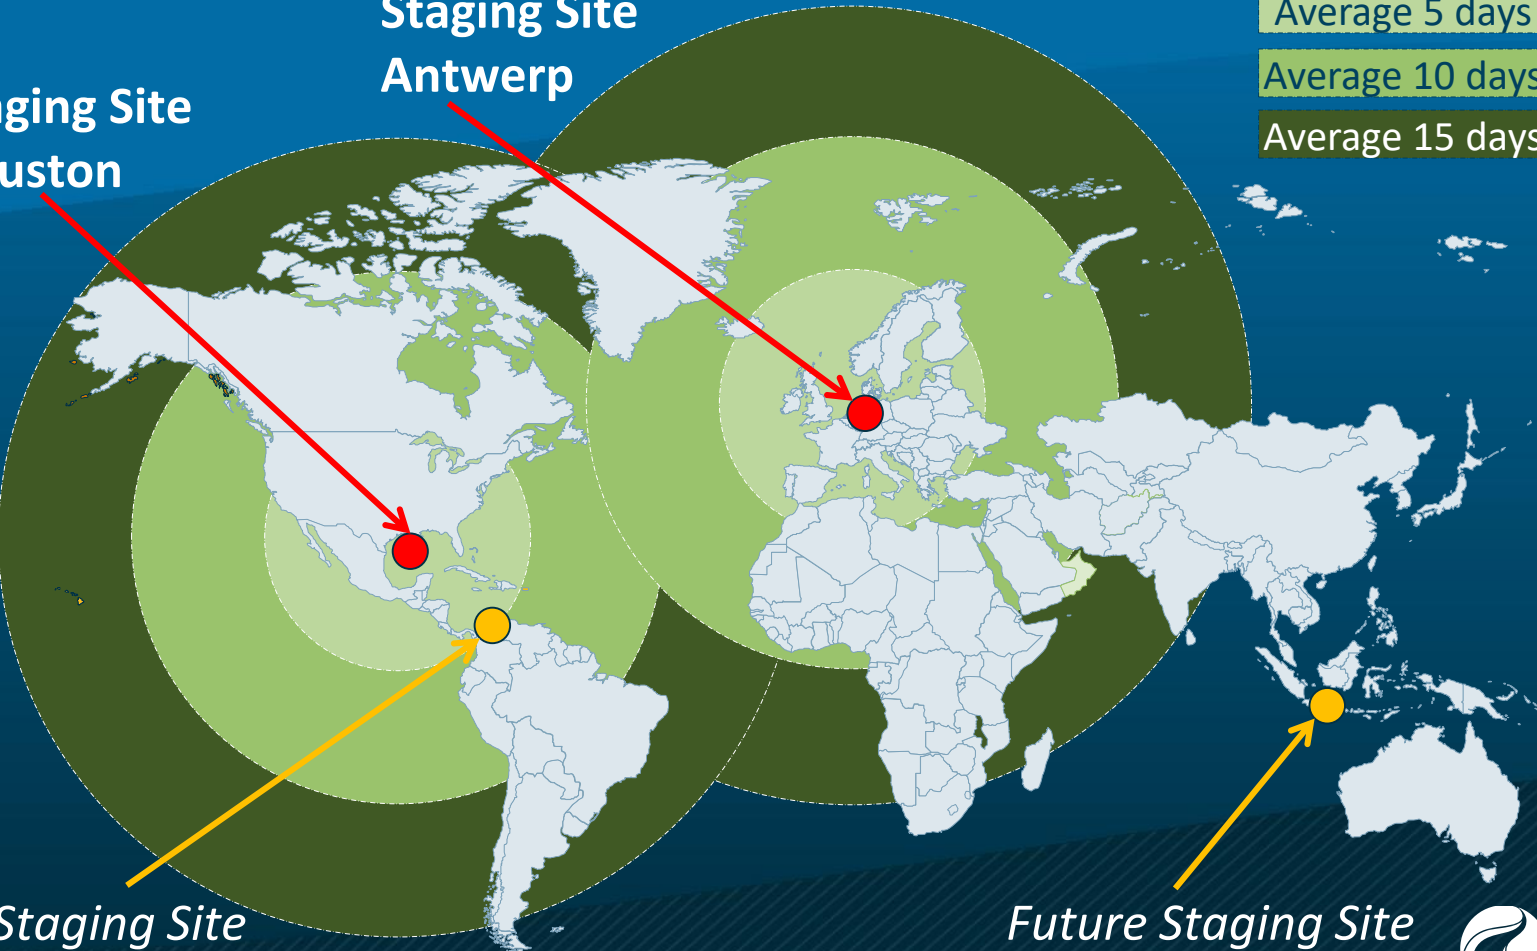 Staging Site
Antwerp
aging Site
uston
Average 5 days
Average 10 days
Average 15 days
Staging Site
Future Staging Site